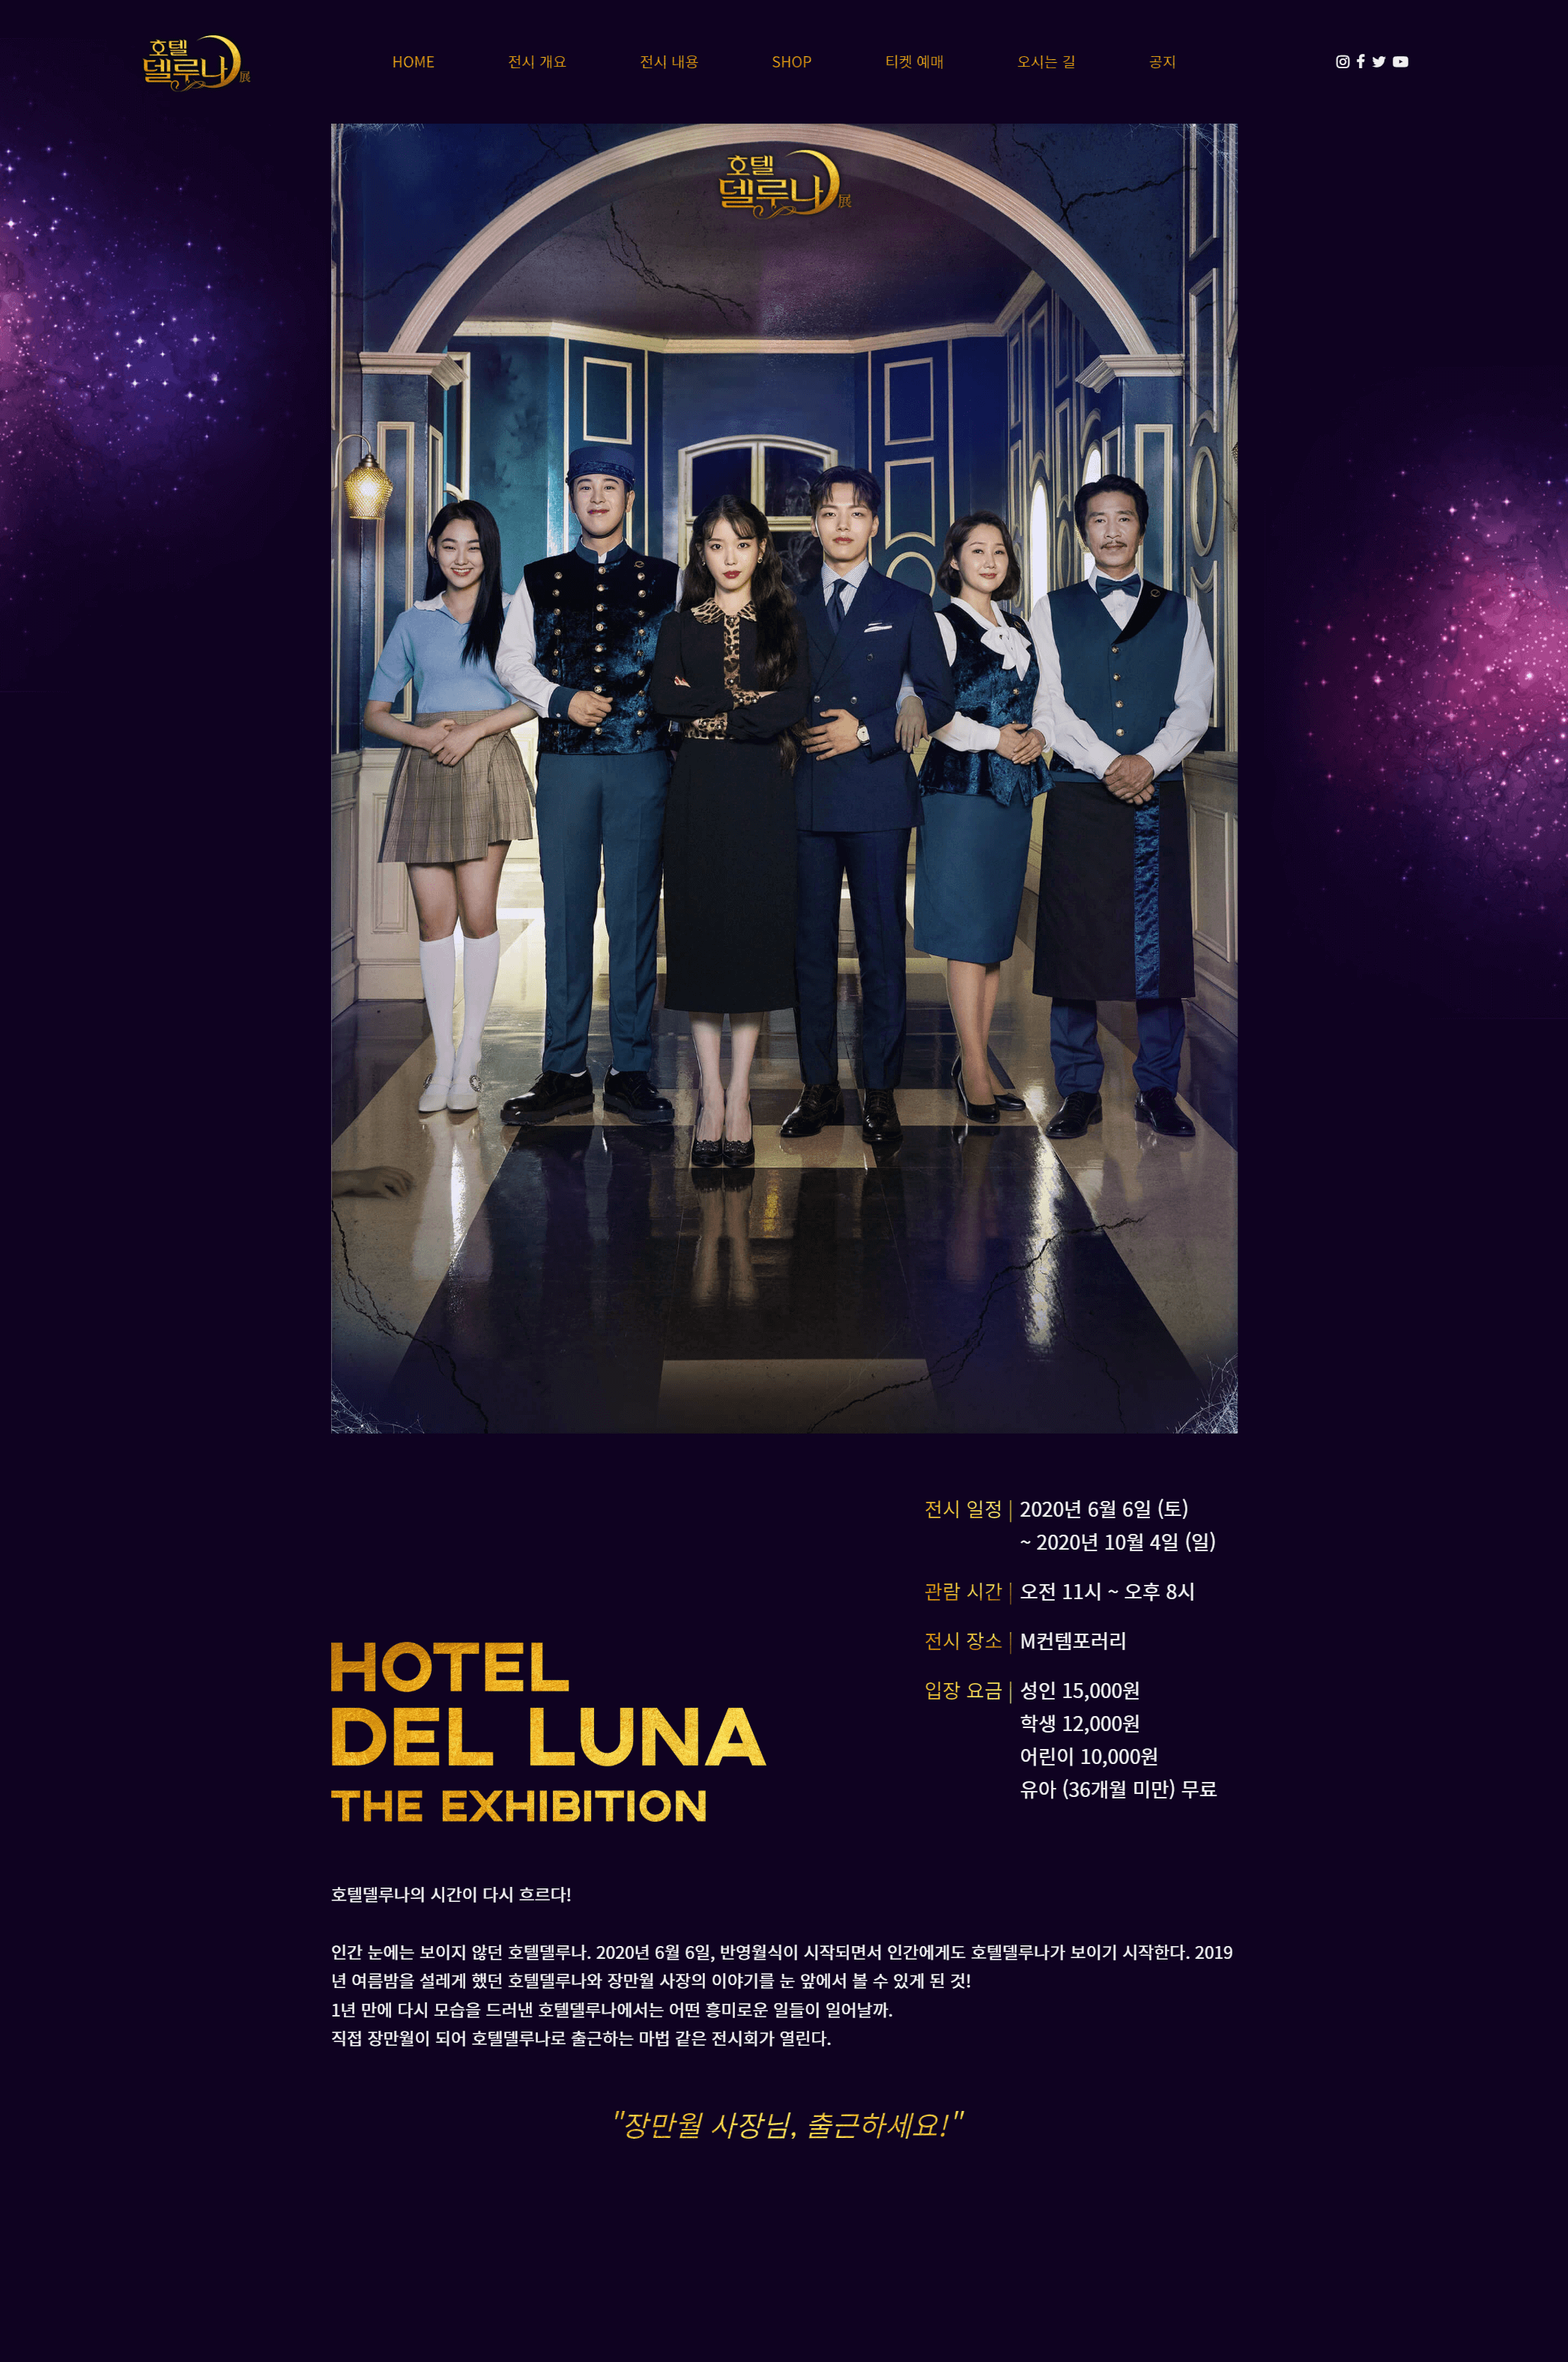 호텔
델루나展
HOME
전시 개요
전시 내용
SHOP
티켓 예매
오시는 길
공지
호텔
델루나展
전시 일정 | 2020년 6월 6일 (토)
~ 2020년 10월 4일 (일)
관람 시간 | 오전 11시 ~ 오후 8시
전시 장소 | M컨템포러리
입장 요금 | 성인 15,000원
학생 12,000원
어린이 10,000원
유아 (36개월 미만) 무료
HOTEL
DEL LUNA
THE EXHIBITION
호텔델루나의 시간이 다시 흐르다!
인간 눈에는 보이지 않던 호텔델루나. 2020년 6월 6일, 반영월식이 시작되면서 인간에게도 호텔델루나가 보이기 시작한다. 2019
년 여름밤을 설레게 했던 호텔델루나와 장만월 사장의 이야기를 눈 앞에서 볼 수 있게 된 것!
1년 만에 다시 모습을 드러낸 호텔델루나에서는 어떤 흥미로운 일들이 일어날까.
직접 장만월이 되어 호텔델루나로 출근하는 마법 같은 전시회가 열린다.
"장만월 사장님, 출근하세요!"